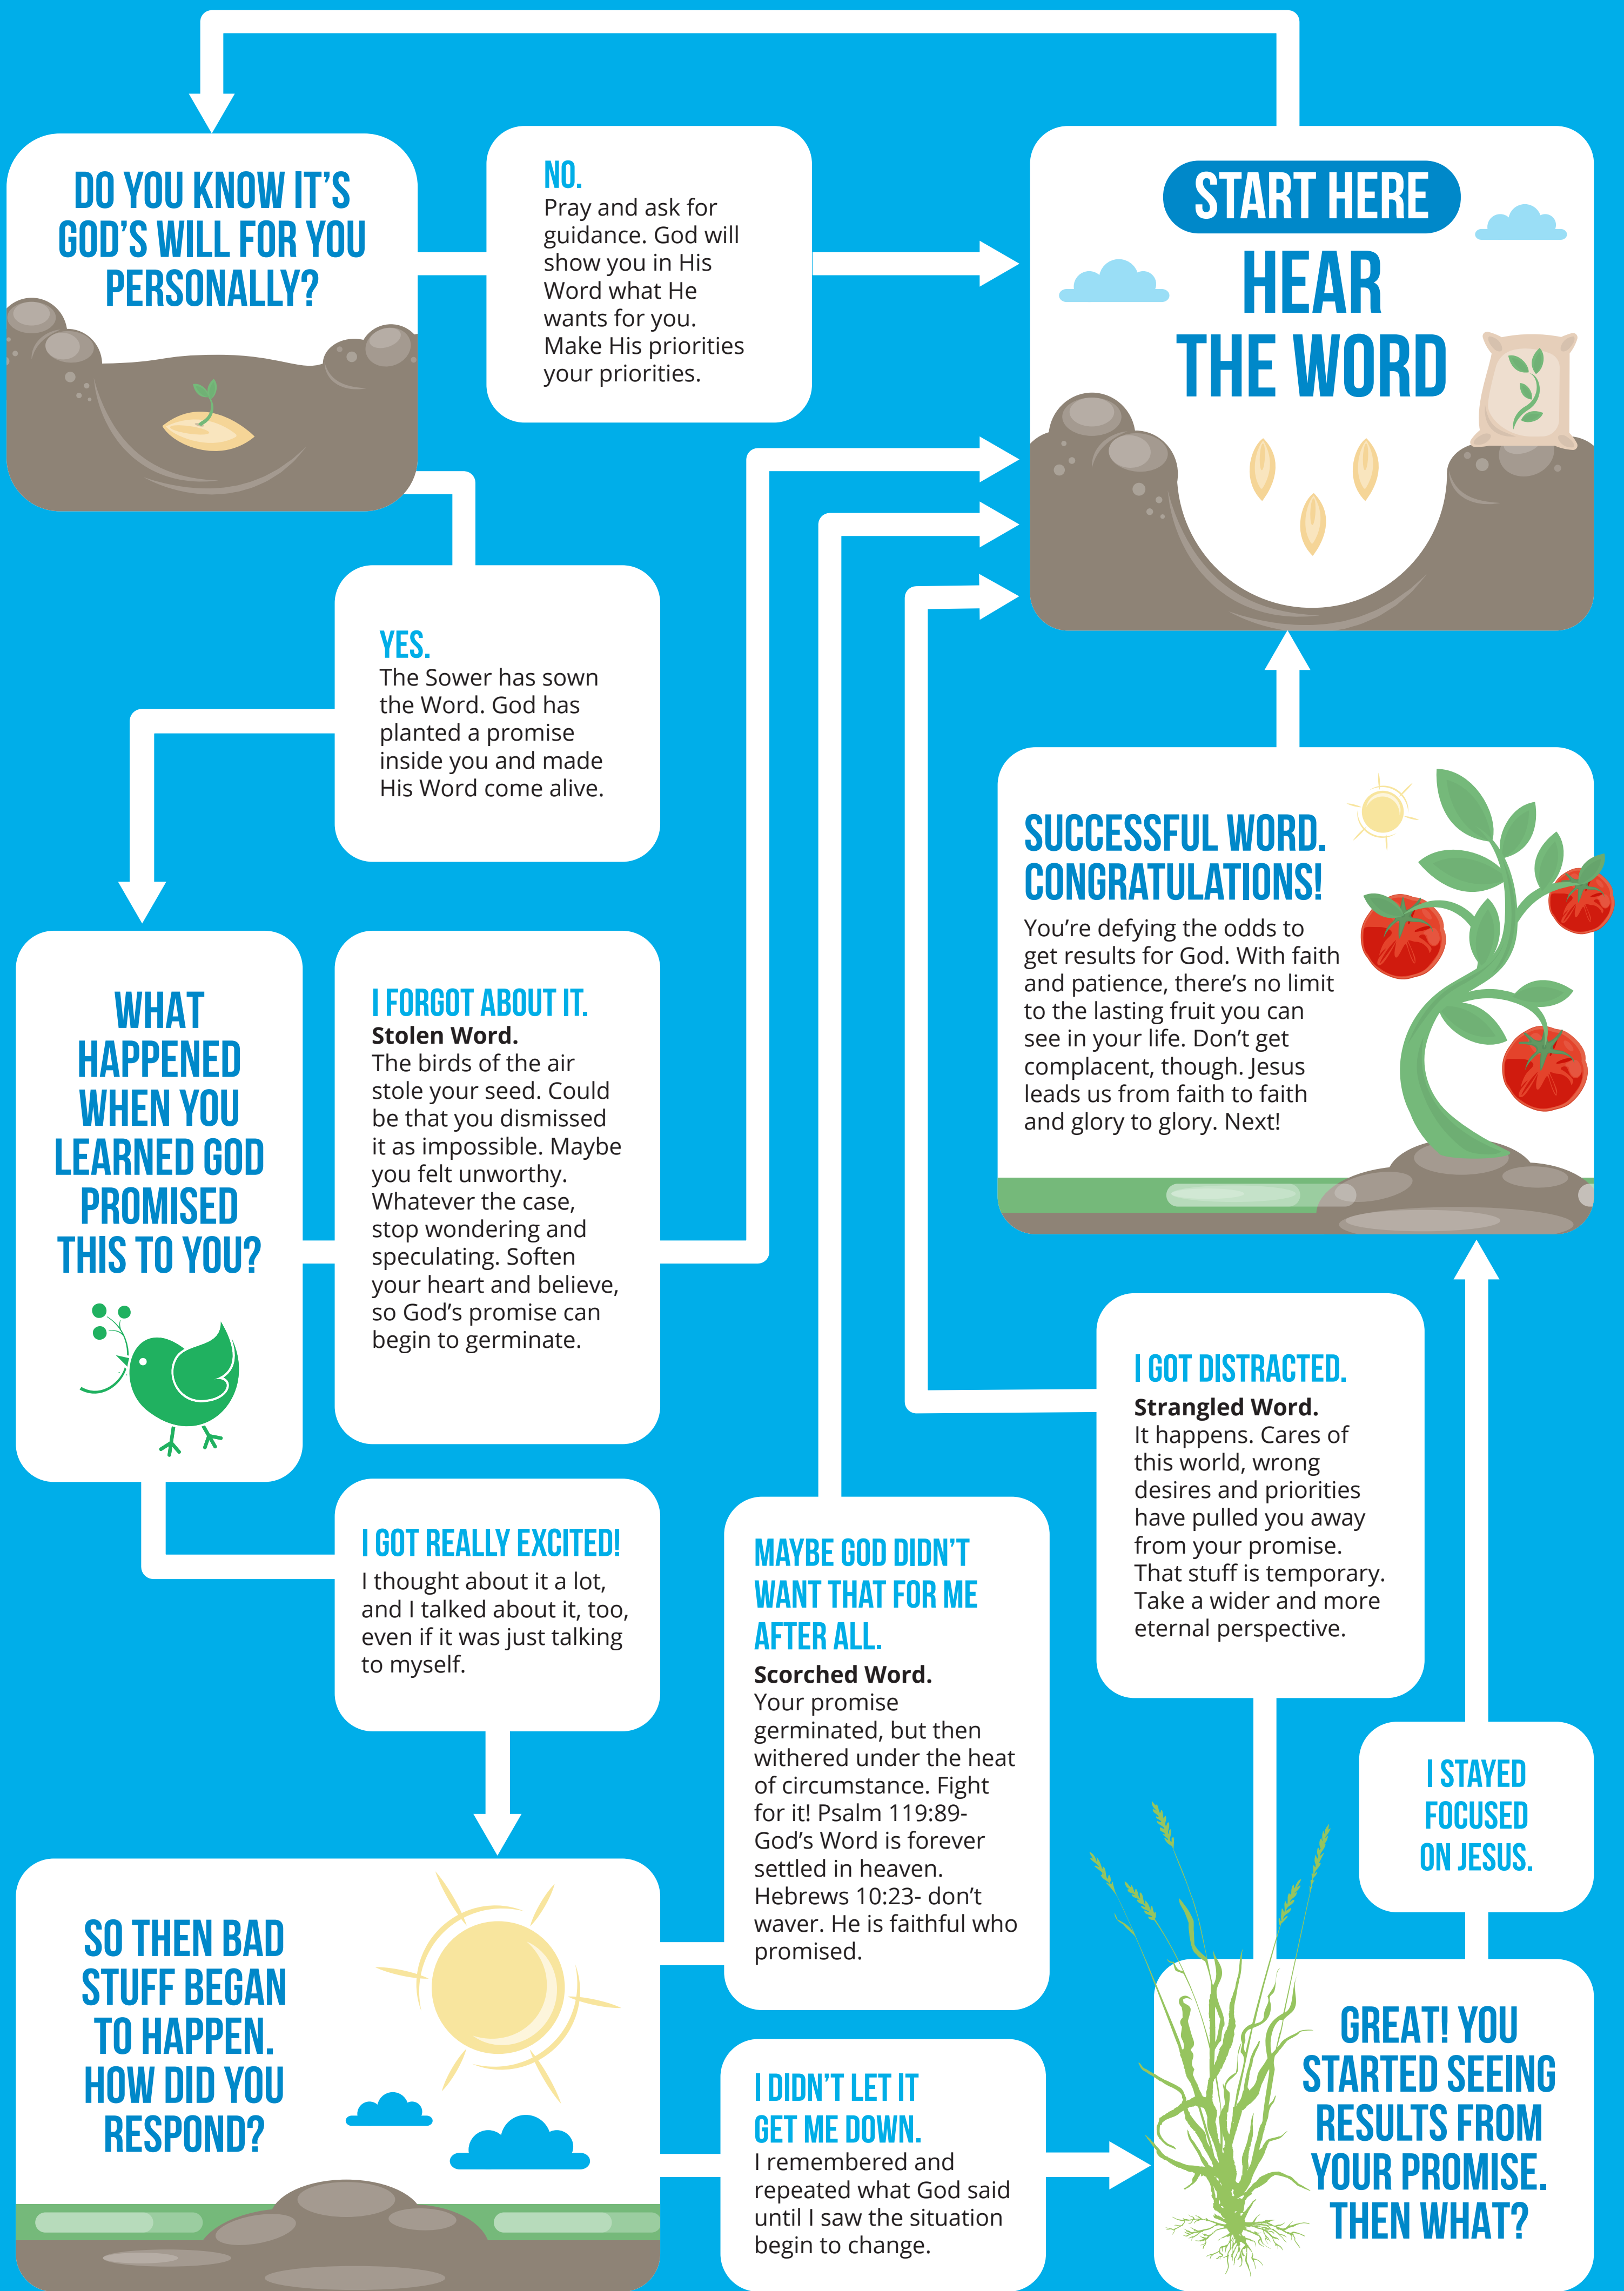 START HERE
HEAR
THE WORD
DO YOU KNOW IT'S
GOD'S WILL FOR YOU
PERSONALLY?
NO.
Pray and ask for
guidance. God will
show you in His
Word what He
wants for you.
Make His priorities
your priorities.
YES.
The Sower has sown
the Word. God has
planted a promise
inside you and made
His Word come alive.
WHAT
HAPPENED
WHEN YOU
LEARNED GOD
PROMISED
THIS TO YOU?
I FORGOT ABOUT IT.
Stolen Word.
The birds of the air
stole your seed. Could
be that you dismissed
it as impossible. Maybe
you felt unworthy.
Whatever the case,
stop wondering and
speculating. Soften
your heart and believe,
so God's promise can
begin to germinate.
I GOT REALLY EXCITED!
I thought about it a lot,
and I talked about it, too,
even if it was just talking
to myself.
SO THEN BAD
STUFF BEGAN
TO HAPPEN.
HOW DID YOU
RESPOND?
MAYBE GOD DIDN'T
WANT THAT FOR ME
AFTER ALL.
Scorched Word.
Your promise
germinated, but then
withered under the heat
of circumstance. Fight
for it! Psalm 119:89-
God's Word is forever
settled in heaven.
Hebrews 10:23- don't
waver. He is faithful who
promised.
I DIDN'T LET IT
GET ME DOWN.
I remembered and
repeated what God said
until I saw the situation
begin to change.
GREAT! YOU
STARTED SEEING
RESULTS FROM
YOUR PROMISE.
THEN WHAT?
I GOT DISTRACTED.
Strangled Word.
It happens. Cares of
this world, wrong
desires and priorities
have pulled you away
from your promise.
That stuff is temporary.
Take a wider and more
eternal perspective.
I STAYED
FOCUSED
ON JESUS.
SUCCESSFUL WORD.
CONGRATULATIONS!
You're defying the odds to
get results for God. With faith
and patience, there's no limit
to the lasting fruit you can
see in your life. Don't get
complacent, though. Jesus
leads us from faith to faith
and glory to glory. Next!